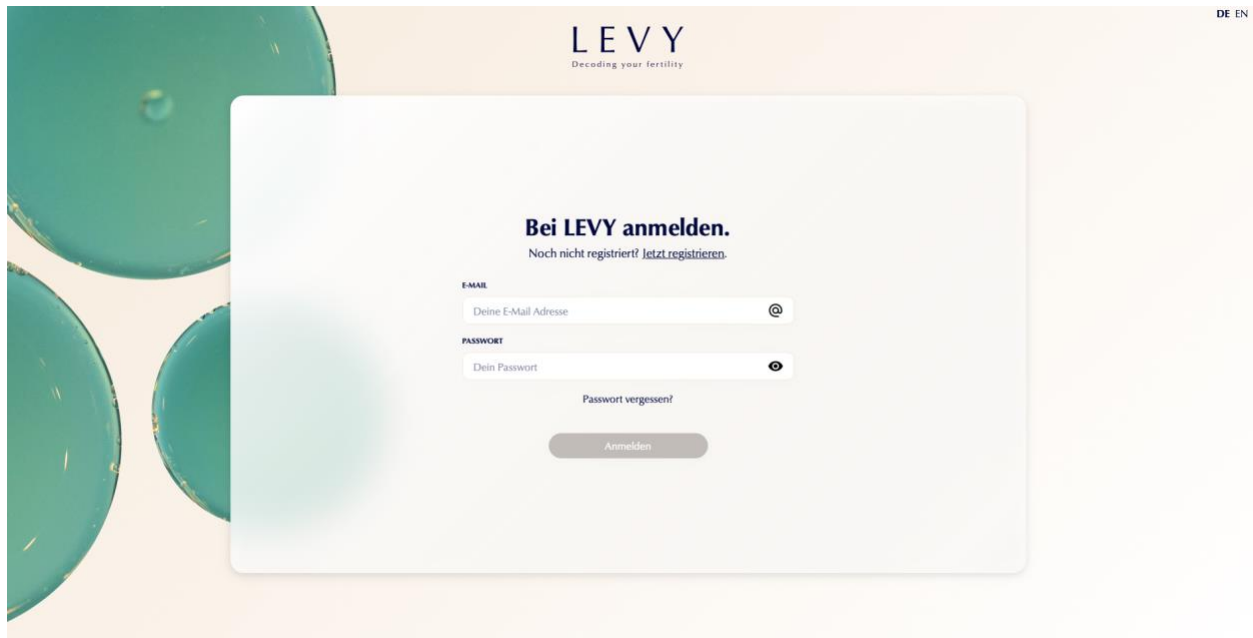 DE EN
LEVY
Decoding your fertility
Bei LEVY anmelden.
Noch nicht registriert? Jetzt registrieren.
E-MAIL
Deine E-Mail Adresse
PASSWORT
Dein Passwort
Passwort vergessen?
Anmelden